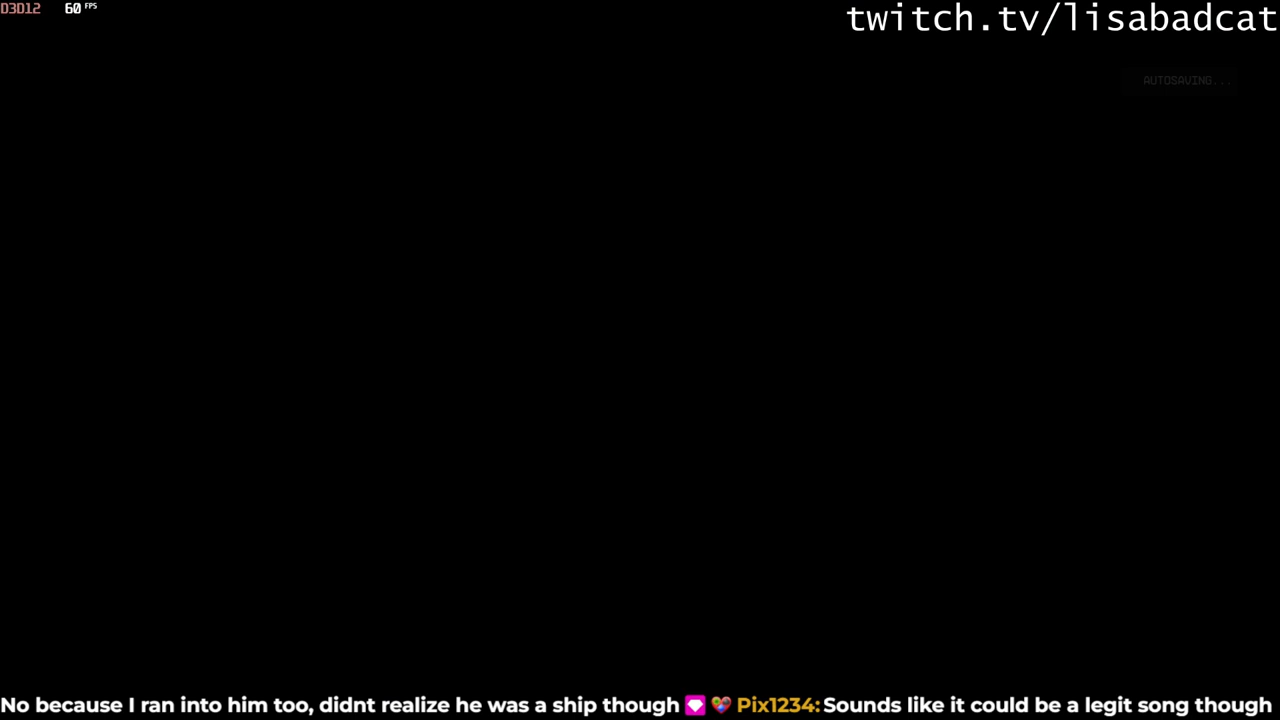 D3D12 60 FPS
twitch.tv/lisabadcat
AUTOSAVING...
No because I ran into him too, didnt realize he was a ship though Pix1234: Sounds like it could be a legit song though